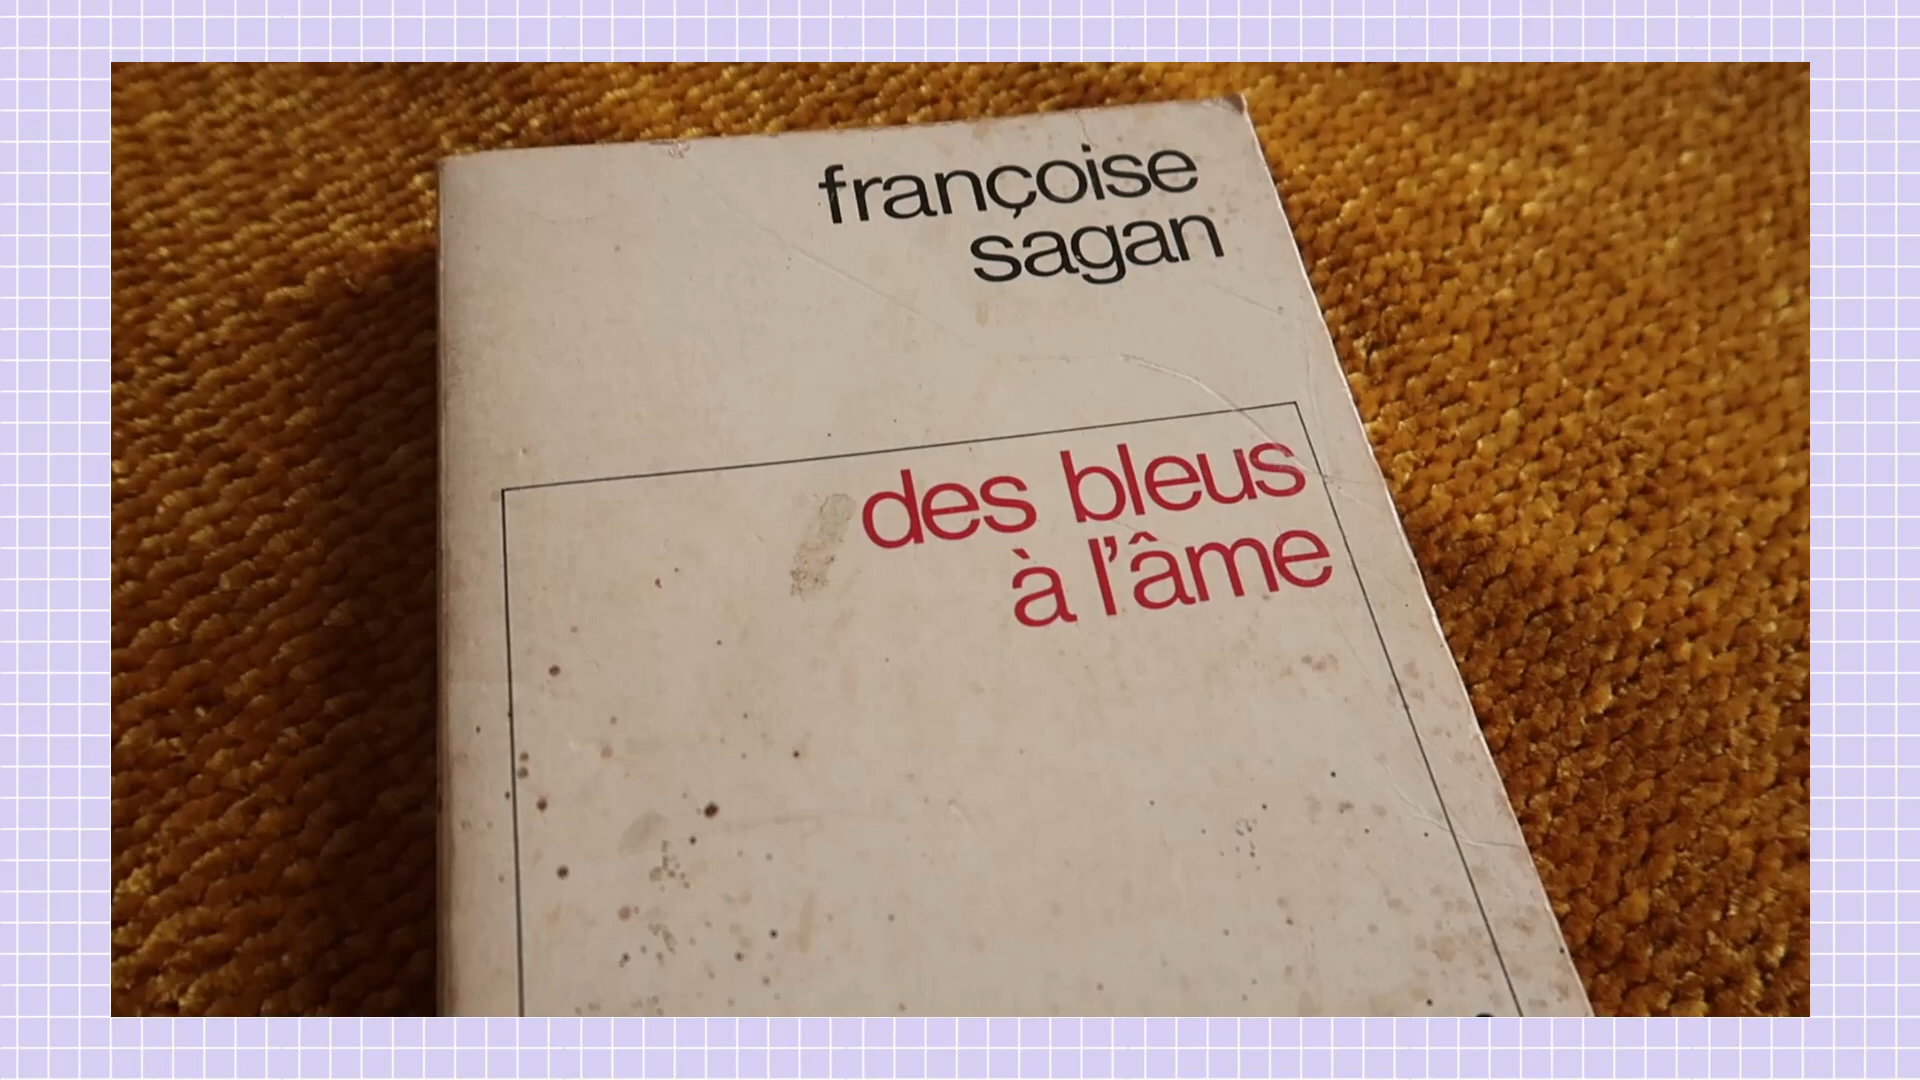 françoise
sagan
des bleus
à l'âme